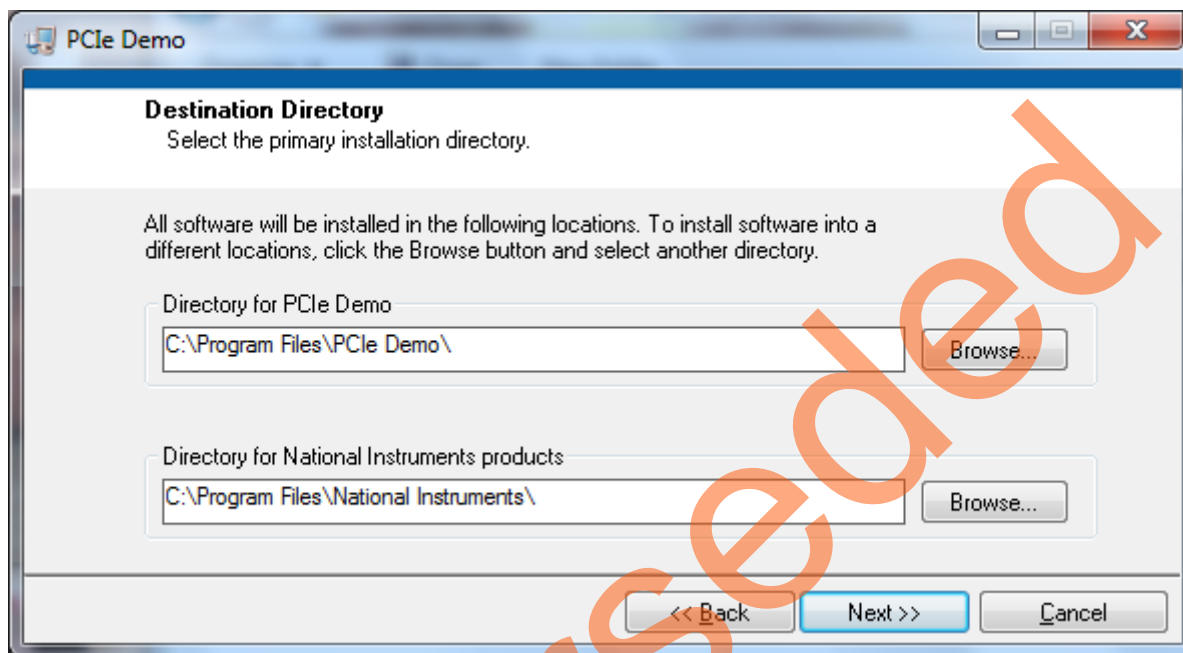 PCIe Demo
Destination Directory
Select the primary installation directory.
All software will be installed in the following locations. To install software into a
different locations, click the Browse button and select another directory.
Directory for PCIe Demo
C:\Program Files\PCIe Demo\
Browse...
Directory for National Instruments products
C:\Program Files\National Instruments\
Browse...
<< Back
Next >>
Cancel
seded